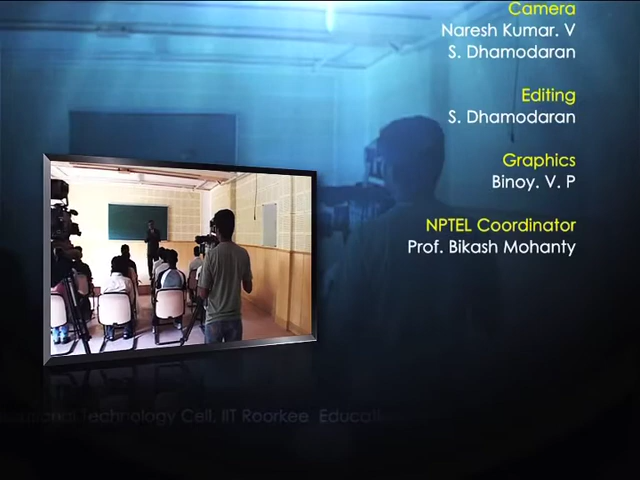 Camera
Naresh Kumar. V
S. Dhamodaran
Editing
S. Dhamodaran
Graphics
Binoy. V. P
NPTEL Coordinator
Prof. Bikash Mohanty
Technology Cell. IIT Roorkee